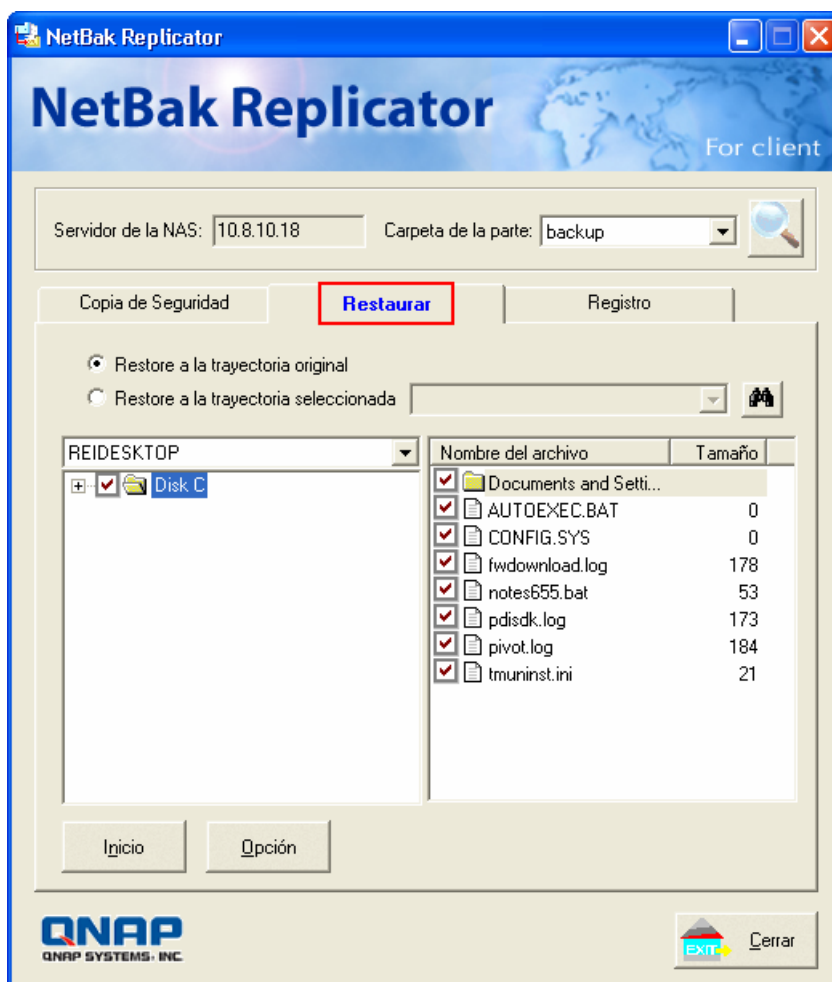 NetBak Replicator
NetBak Replicator
For client
Servidor de la NAS: 10.8.10.18 Carpeta de la parte: backup
Copia de Seguridad Restaurar Registro
Restore a la trayectoria original
Restore a la trayectoria seleccionada
REIDESKTOP
Disk C
Nombre del archivo Tamaño
Documents and Setti...
AUTOEXEC.BAT 0
CONFIG.SYS 0
fwdownload.log 178
notes655.bat 53
pdisdk.log 173
pivot.log 184
tmuninst.ini 21
Inicio Opción
QNAP
QNAP SYSTEMS, INC.
EXIT Cerrar